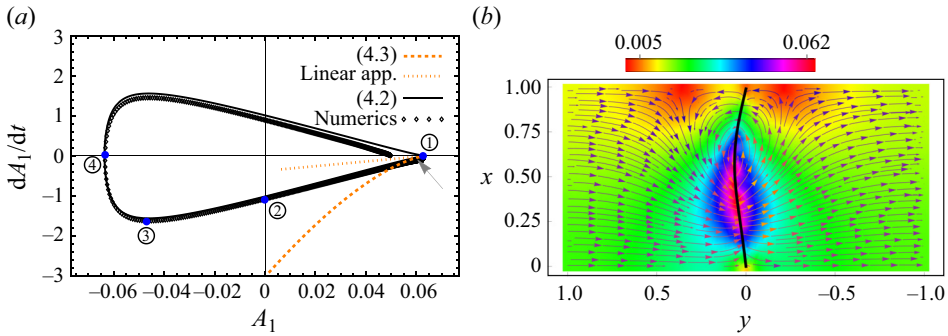 (a)
3
2
1
0
−1
−2
−3
dA1/dt
(4.3)
Linear app.
(4.2)
Numerics
1
2
3
4
−0.06 −0.04 −0.02 0 0.02 0.04 0.06
A1
(b)
0.005 0.062
1.00
0.75
0.50
0.25
0
x
1.0 0.5 0 −0.5 −1.0
y